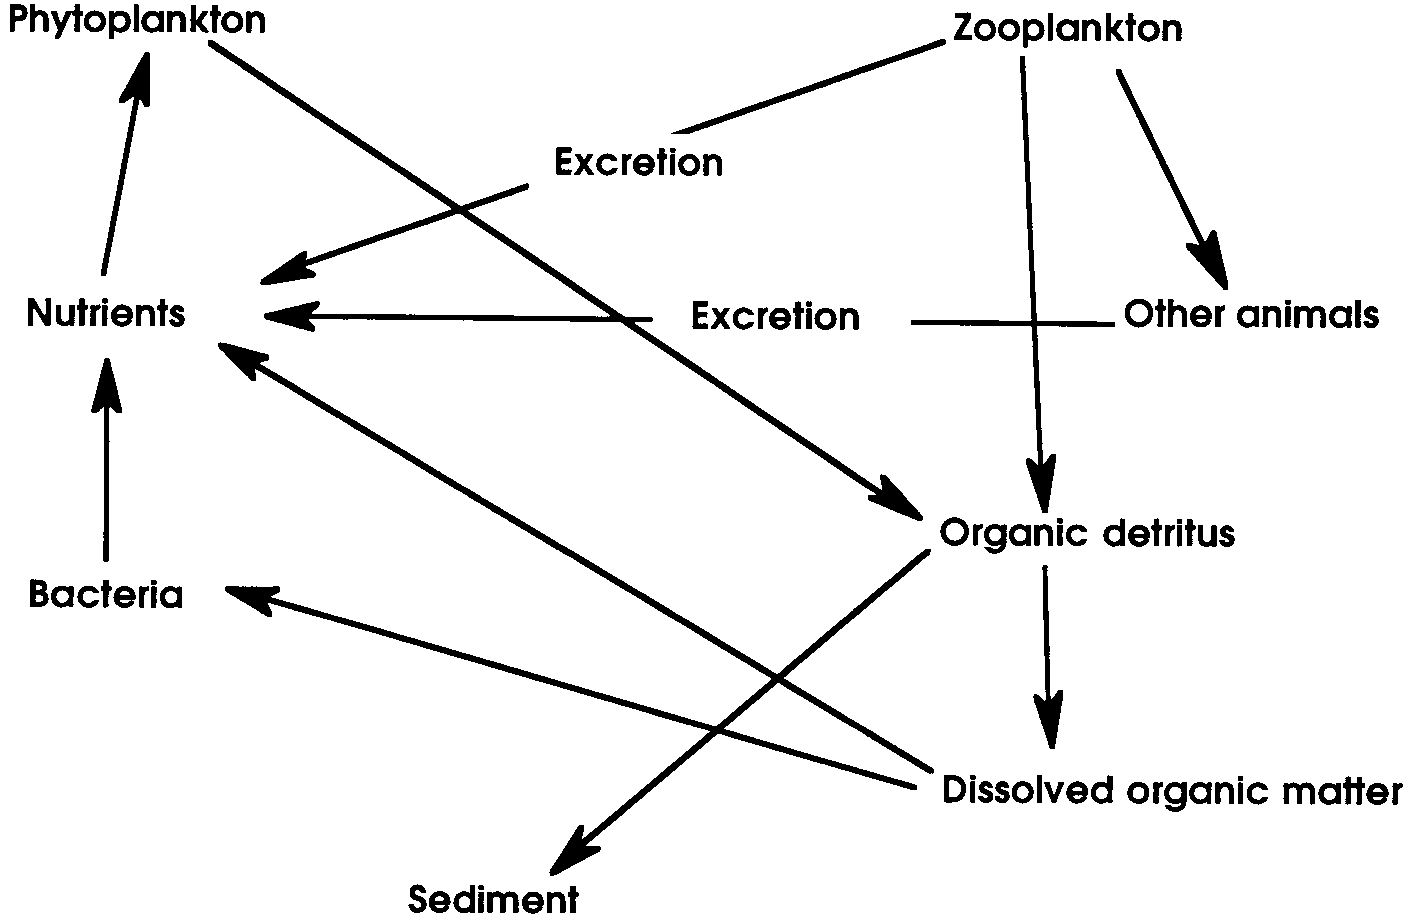 Phytoplankton
Zooplankton
Excretion
Nutrients
Excretion
Other animals
Organic detritus
Bacteria
Dissolved organic matter
Sediment